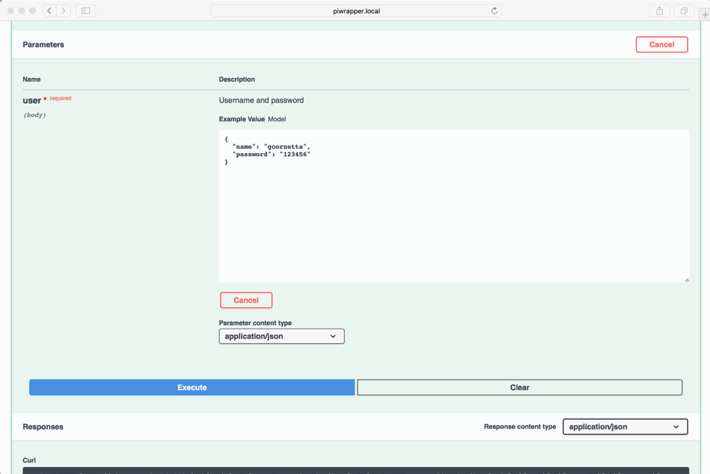 piwrapper.local
Parameters
Cancel
Name Description
user * required
(body)
Username and password
Example Value Model
{
"name": "gcornetta",
"password": "123456"
}
Cancel
Parameter content type
application/json
Execute
Clear
Responses
Response content type
application/json
Curl